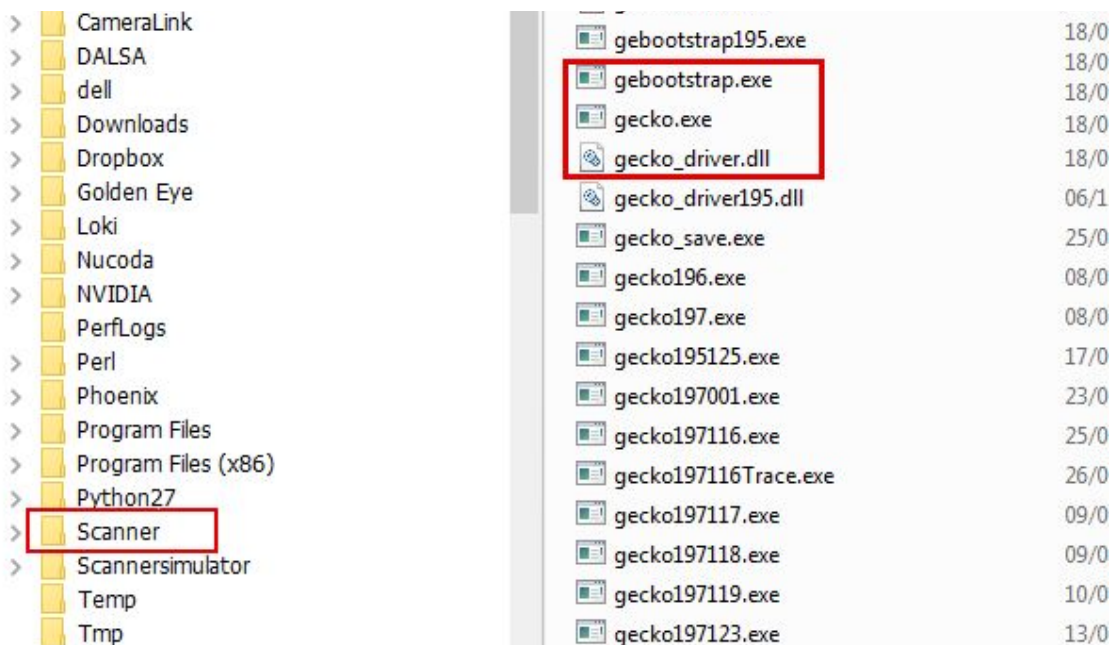 CameraLink
DALSA
dell
Downloads
Dropbox
Golden Eye
Loki
Nucoda
NVIDIA
PerfLogs
Perl
Phoenix
Program Files
Program Files (x86)
Python27
Scanner
Scannersimulator
Temp
Tmp
gebootstrap195.exe
gebootstrap.exe
gecko.exe
gecko_driver.dll
gecko_driver195.dll
gecko_save.exe
gecko196.exe
gecko197.exe
gecko195125.exe
gecko197001.exe
gecko197116.exe
gecko197116Trace.exe
gecko197117.exe
gecko197118.exe
gecko197119.exe
gecko197123.exe
18/0
18/0
18/0
18/0
18/0
06/1
25/0
08/0
08/0
17/0
23/0
25/0
26/0
09/0
09/0
10/0
13/0